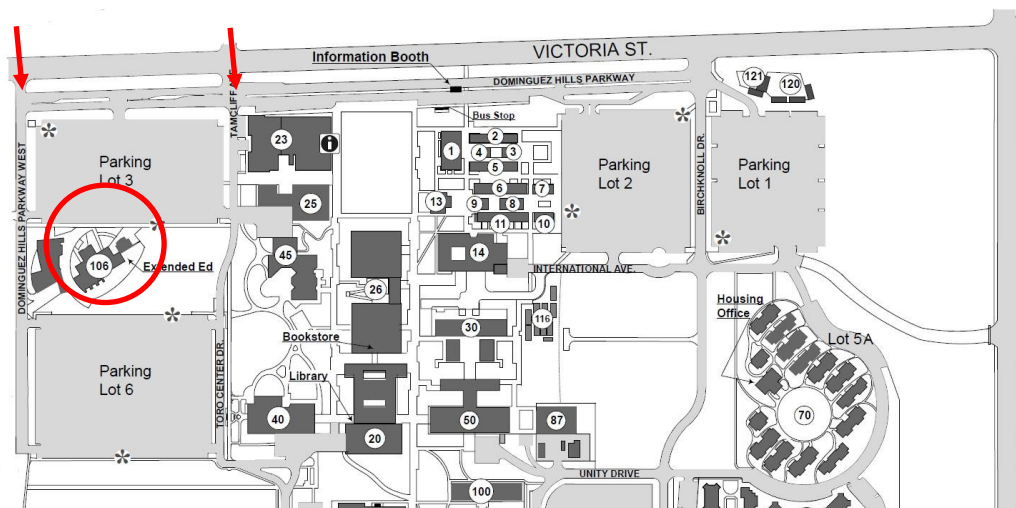 VICTORIA ST.
Information Booth
DOMINGUEZ HILLS PARKWAY
121
120
TAMCLIFF
Bus Stop
23
i
1
2
4
3
5
DOMINGUEZ HILLS PARKWAY WEST
Parking
Lot 3
Parking
Lot 2
BIRCHKNOLL DR.
Parking
Lot 1
25
13
6
7
9
8
11
10
45
14
106
Extended Ed
INTERNATIONAL AVE.
26
Housing
Office
30
116
Bookstore
Lot 5A
TORO CENTER DR.
Parking
Lot 6
Library
40
20
50
87
70
UNITY DRIVE
100